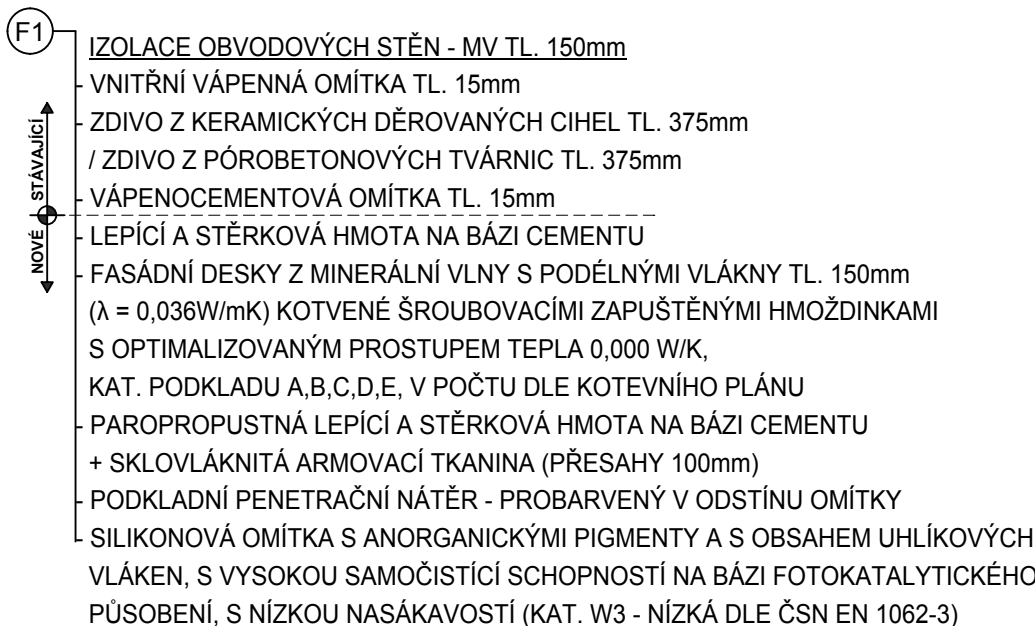 F1
IZOLACE OBVODOVÝCH STĚN - MV TL. 150mm
- VNITŘNÍ VÁPENNÁ OMÍTKA TL. 15mm
- ZDIVO Z KERAMICKÝCH DĚROVANÝCH CIHEL TL. 375mm
/ ZDIVO Z PÓROBETONOVÝCH TVÁRNIC TL. 375mm
- VÁPENOCEMENTOVÁ OMÍTKA TL. 15mm
STÁVAJÍCÍ
NOVÉ
- LEPÍCÍ A STĚRKOVÁ HMOTA NA BÁZI CEMENTU
- FASÁDNÍ DESKY Z MINERÁLNÍ VLNY S PODÉLNÝMI VLÁKNY TL. 150mm
(λ = 0,036W/mK) KOTVENÉ ŠROUBOVACÍMI ZAPUŠTĚNÝMI HMOŽDINKAMI
S OPTIMALIZOVANÝM PROSTUPEM TEPLA 0,000 W/K,
KAT. PODKLADU A,B,C,D,E, V POČTU DLE KOTEVNÍHO PLÁNU
- PAROPROPUSTNÁ LEPÍCÍ A STĚRKOVÁ HMOTA NA BÁZI CEMENTU
+ SKLOVLÁKNITÁ ARMOVACÍ TKANINA (PŘESAHY 100mm)
- PODKLADNÍ PENETRAČNÍ NÁTĚR - PROBARVENÝ V ODSTÍNU OMÍTKY
- SILIKONOVÁ OMÍTKA S ANORGANICKÝMI PIGMENTY A S OBSAHEM UHLÍKOVÝCH
VLÁKEN, S VYSOKOU SAMOČISTÍCÍ SCHOPNOSTÍ NA BÁZI FOTOKATALYTICKÉHO
PŮSOBENÍ, S NÍZKOU NASÁKAVOSTÍ (KAT. W3 - NÍZKÁ DLE ČSN EN 1062-3)